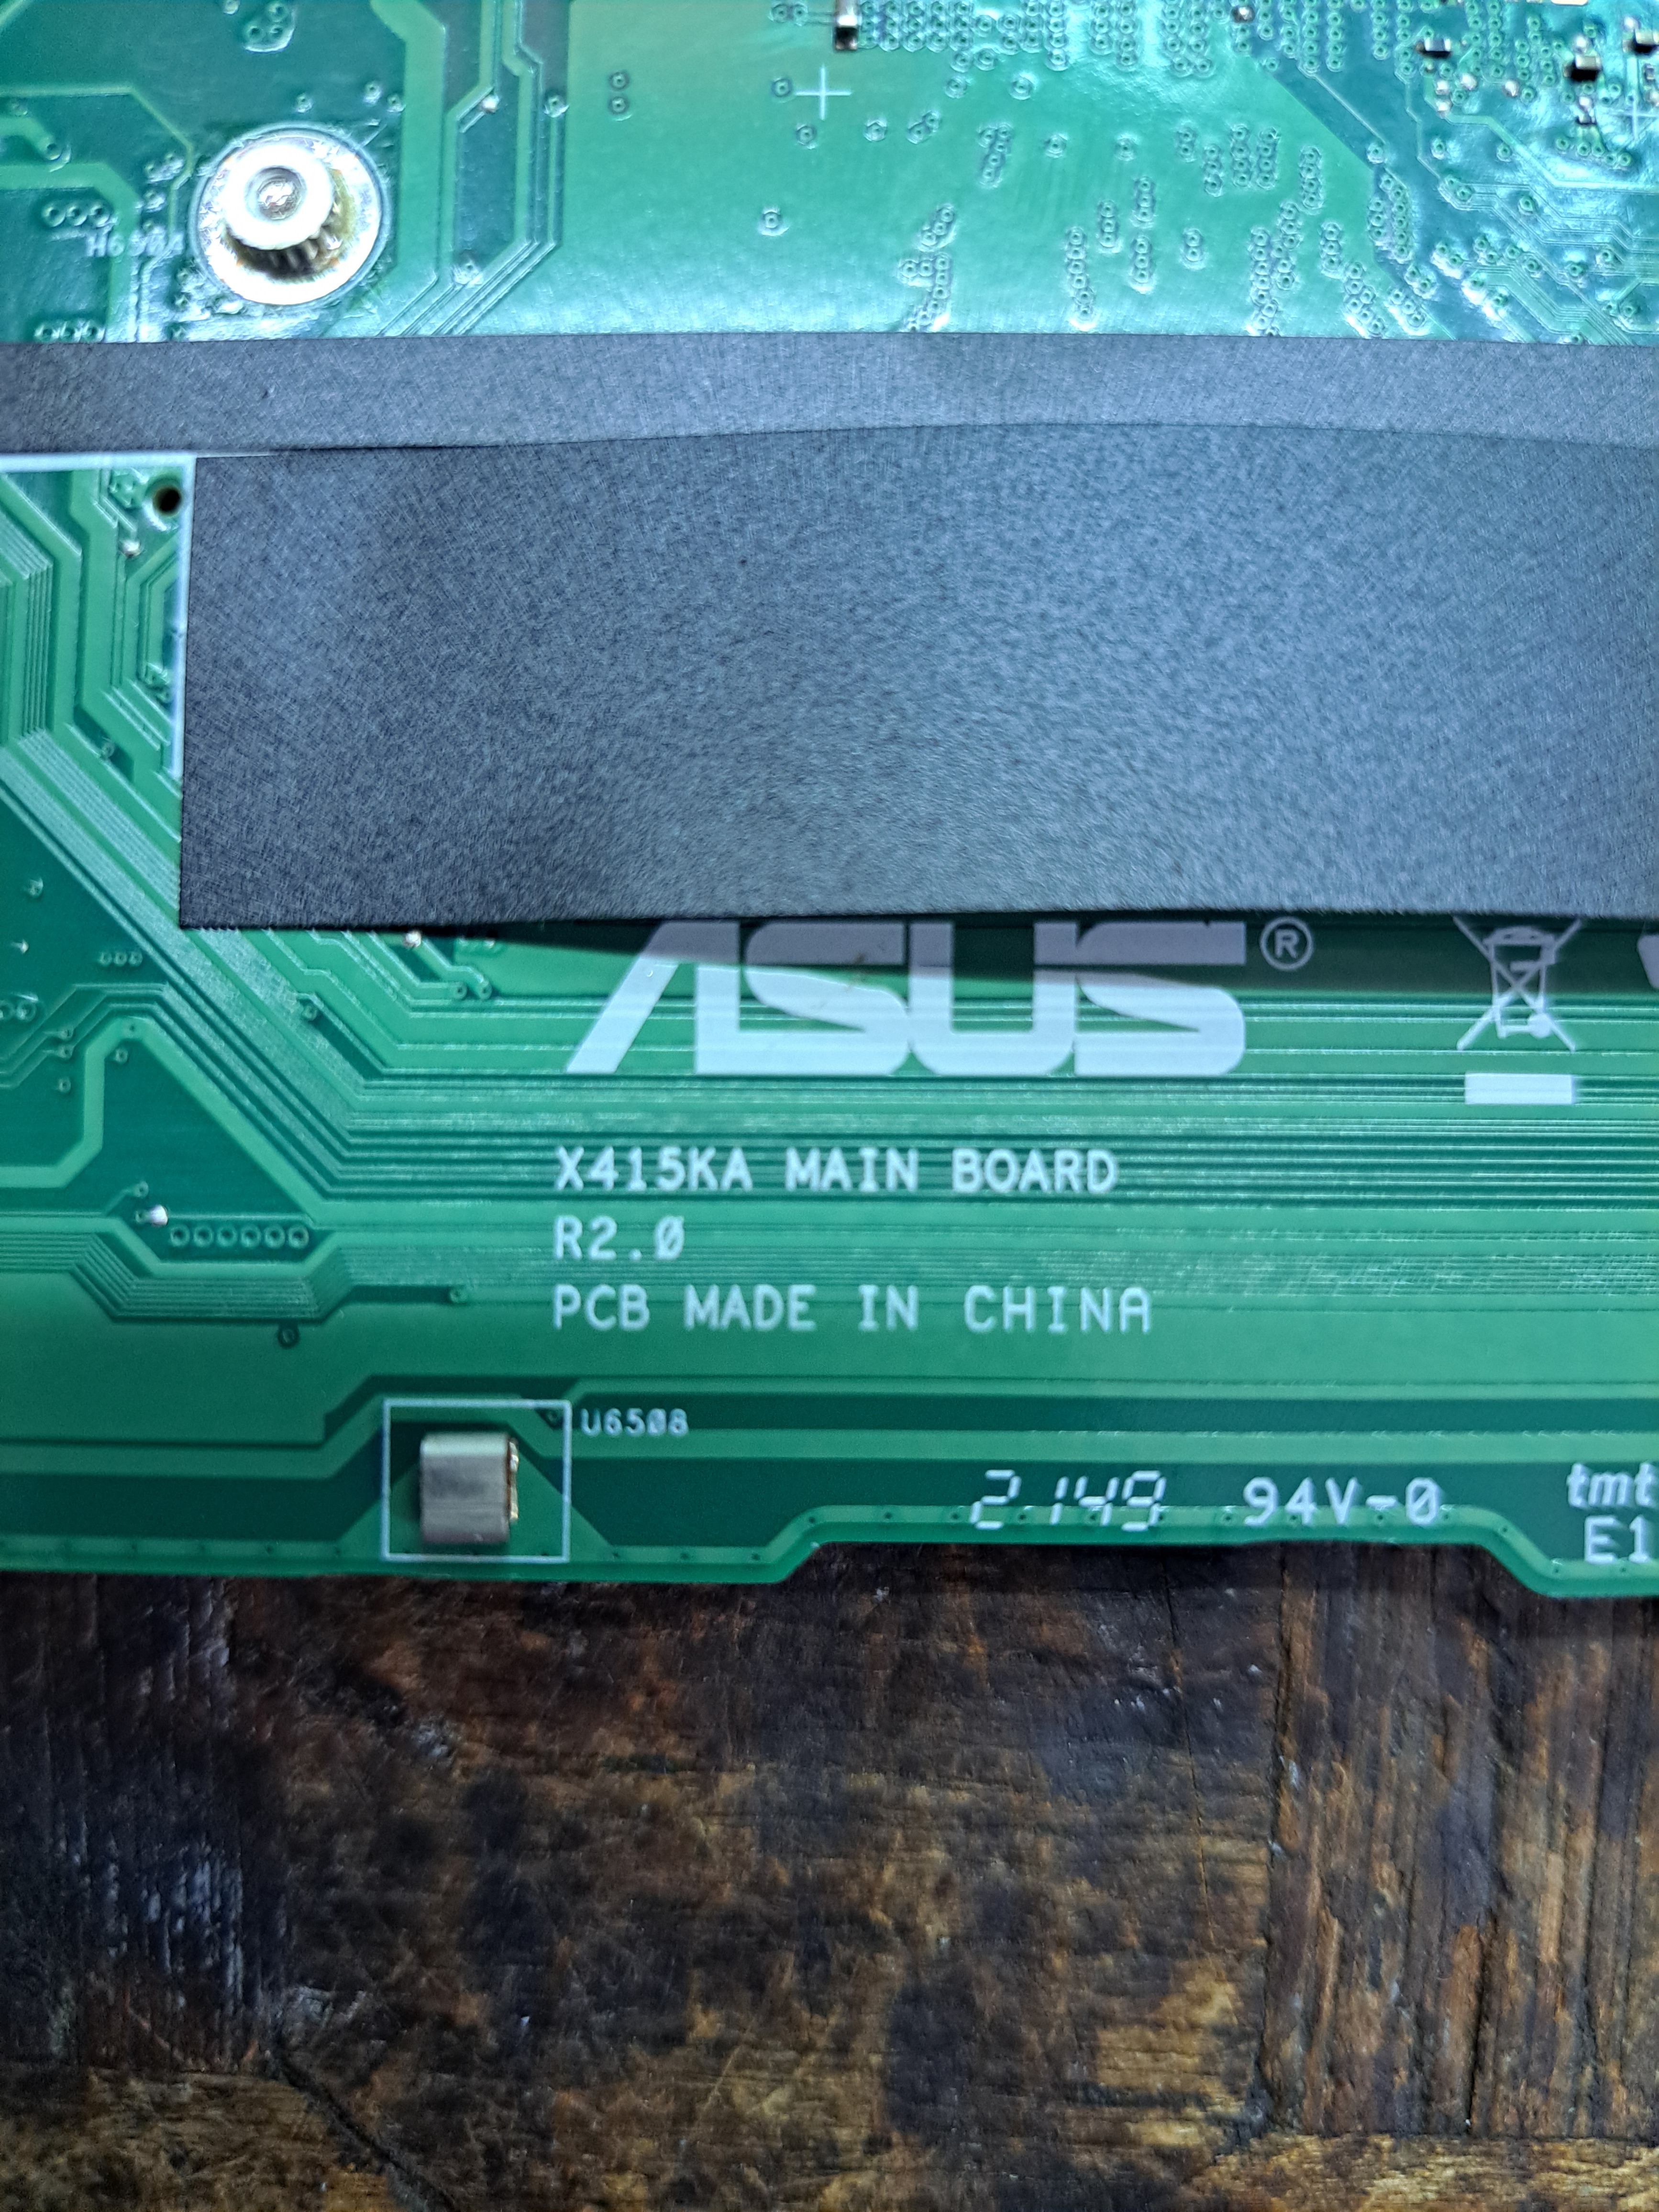 H6904
ASUS®
X415KA MAIN BOARD
R2.0
PCB MADE IN CHINA
U6508
2149 94V-0 tmt
E1